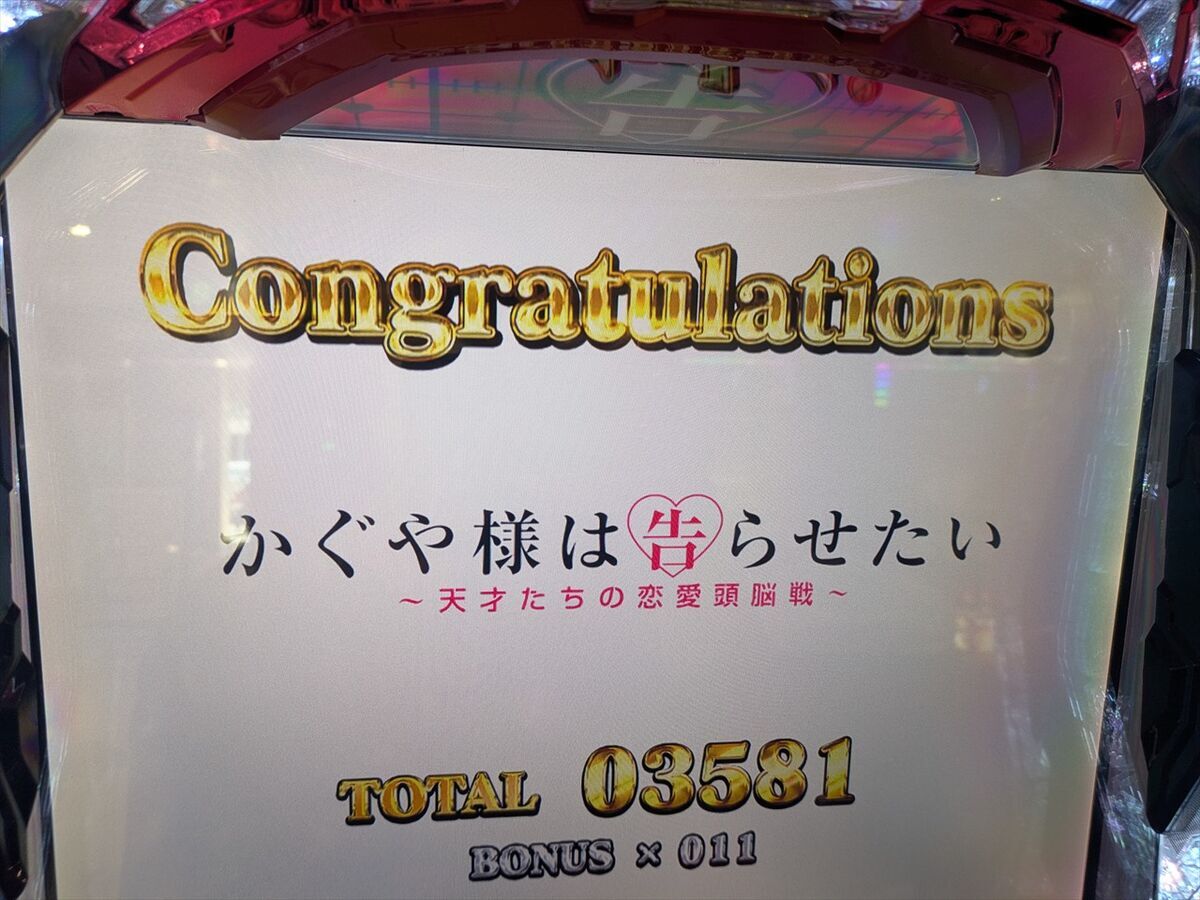 告
Congratulations
かぐや様は告らせたい
～天才たちの恋愛頭脳戦～
TOTAL 03581
BONUS × 011